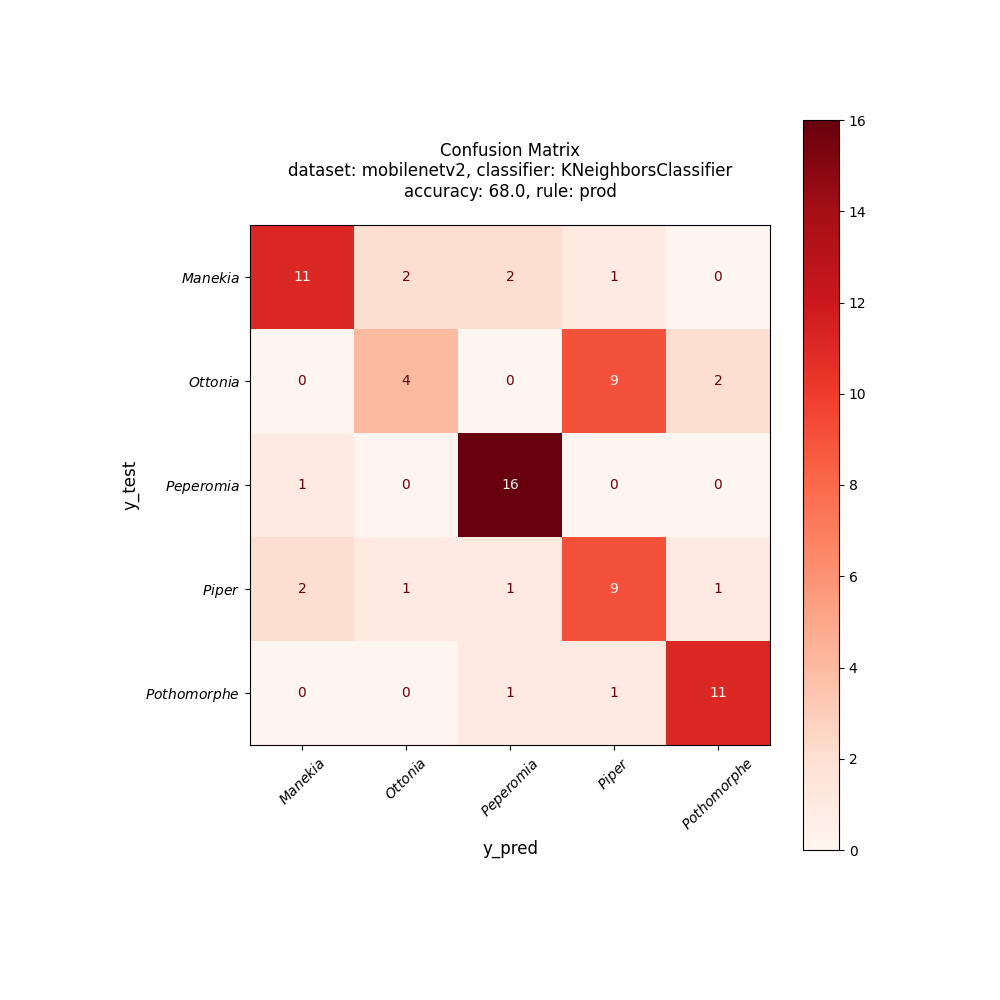 Confusion Matrix
dataset: mobilenetv2, classifier: KNeighborsClassifier
accuracy: 68.0, rule: prod
Manekia 11 2 2 1 0
Ottonia 0 4 0 9 2
Peperomia 1 0 16 0 0
Piper 2 1 1 9 1
Pothomorphe 0 0 1 1 11
y_test
Manekia Ottonia Peperomia Piper Pothomorphe
y_pred
16
14
12
10
8
6
4
2
0